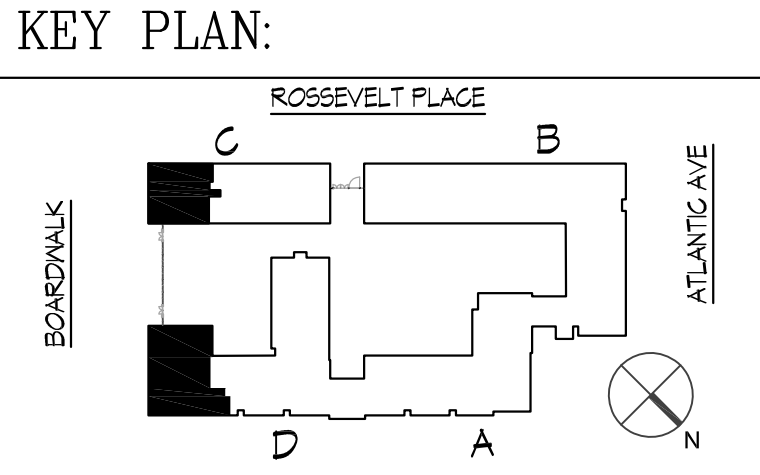 KEY PLAN:
ROSSEVELT PLACE
C
B
BOARDWALK
ATLANTIC AVE
D
A
N